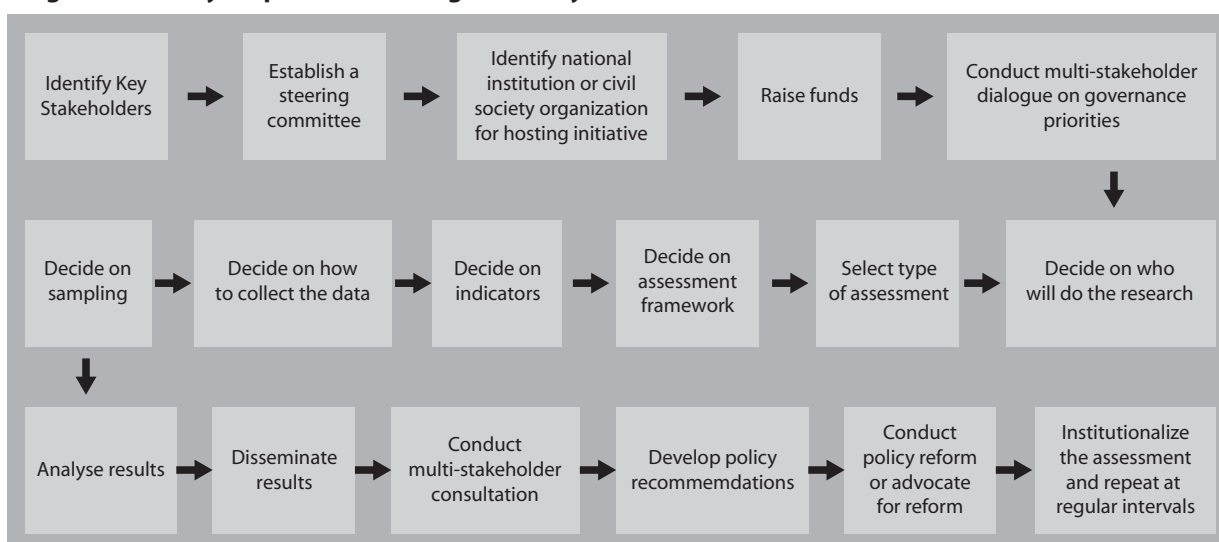 Identify Key
Stakeholders
Establish a
steering
committee
Identify national
institution or civil
society organization
for hosting initiative
Raise funds
Conduct multi-stakeholder
dialogue on governance
priorities
Decide on
sampling
Decide on how
to collect the data
Decide on
indicators
Decide on
assessment
framework
Select type
of assessment
Decide on who
will do the research
Analyse results
Disseminate
results
Conduct
multi-stakeholder
consultation
Develop policy
recommemdations
Conduct
policy reform
or advocate
for reform
Institutionalize
the assessment
and repeat at
regular intervals